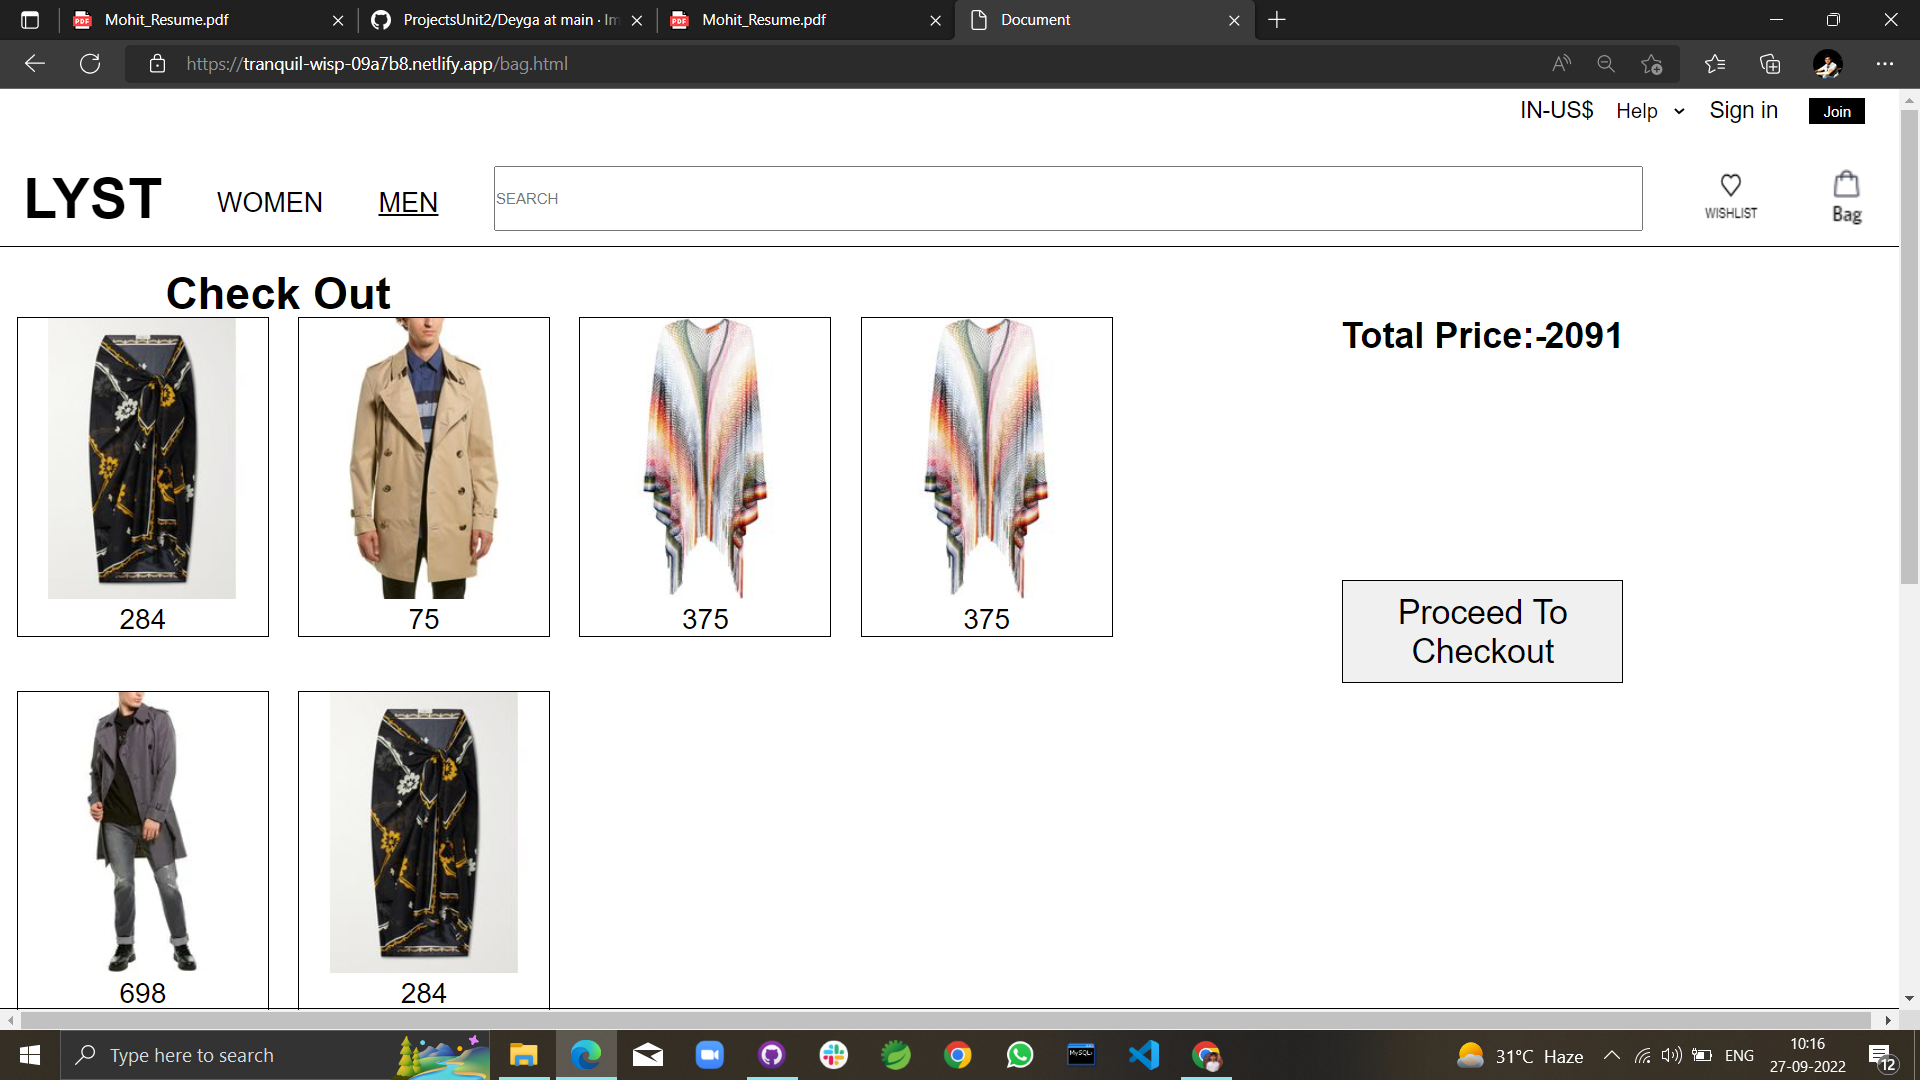 Mohit_Resume.pdf
ProjectsUnit2/Deyga at main · Im
Mohit_Resume.pdf
Document
https://tranquil-wisp-09a7b8.netlify.app/bag.html
IN-US$ Help Sign in Join
LYST WOMEN MEN SEARCH WISHLIST Bag
Check Out
Total Price:-2091
284 75 375 375
Proceed To
Checkout
698 284
Type here to search
31°C Haze
ENG
10:16
27-09-2022
12